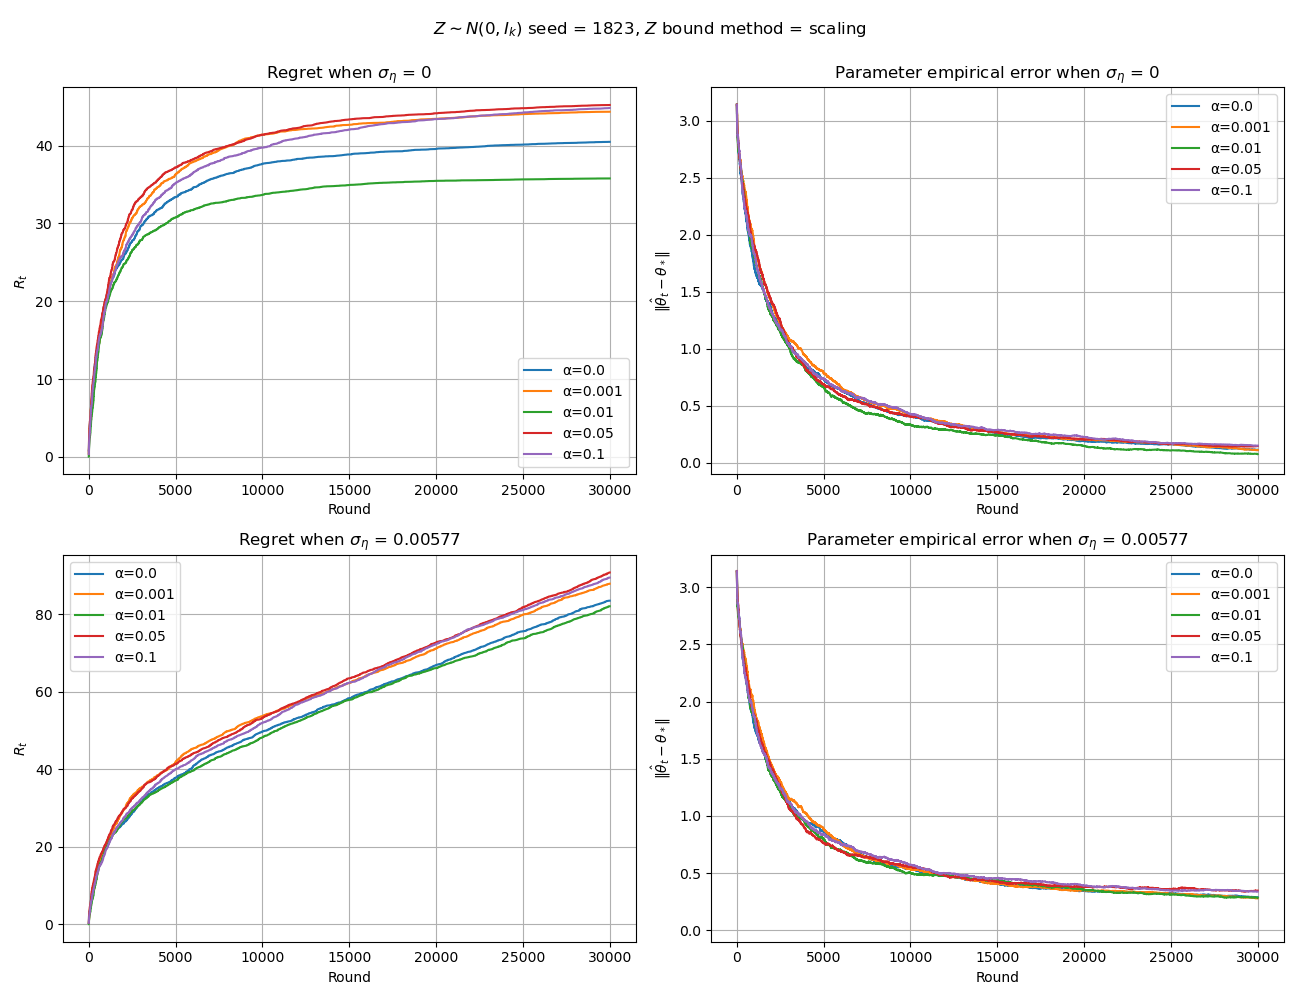 Z ∼ N(0, I_k) seed = 1823, Z bound method = scaling
Regret when σ_η = 0
R_t
40
30
20
10
0
0 5000 10000 15000 20000 25000 30000
Round
α=0.0
α=0.001
α=0.01
α=0.05
α=0.1
Parameter empirical error when σ_η = 0
‖θ̂_t − θ_*‖
3.0
2.5
2.0
1.5
1.0
0.5
0.0
0 5000 10000 15000 20000 25000 30000
Round
α=0.0
α=0.001
α=0.01
α=0.05
α=0.1
Regret when σ_η = 0.00577
R_t
80
60
40
20
0
0 5000 10000 15000 20000 25000 30000
Round
α=0.0
α=0.001
α=0.01
α=0.05
α=0.1
Parameter empirical error when σ_η = 0.00577
‖θ̂_t − θ_*‖
3.0
2.5
2.0
1.5
1.0
0.5
0.0
0 5000 10000 15000 20000 25000 30000
Round
α=0.0
α=0.001
α=0.01
α=0.05
α=0.1